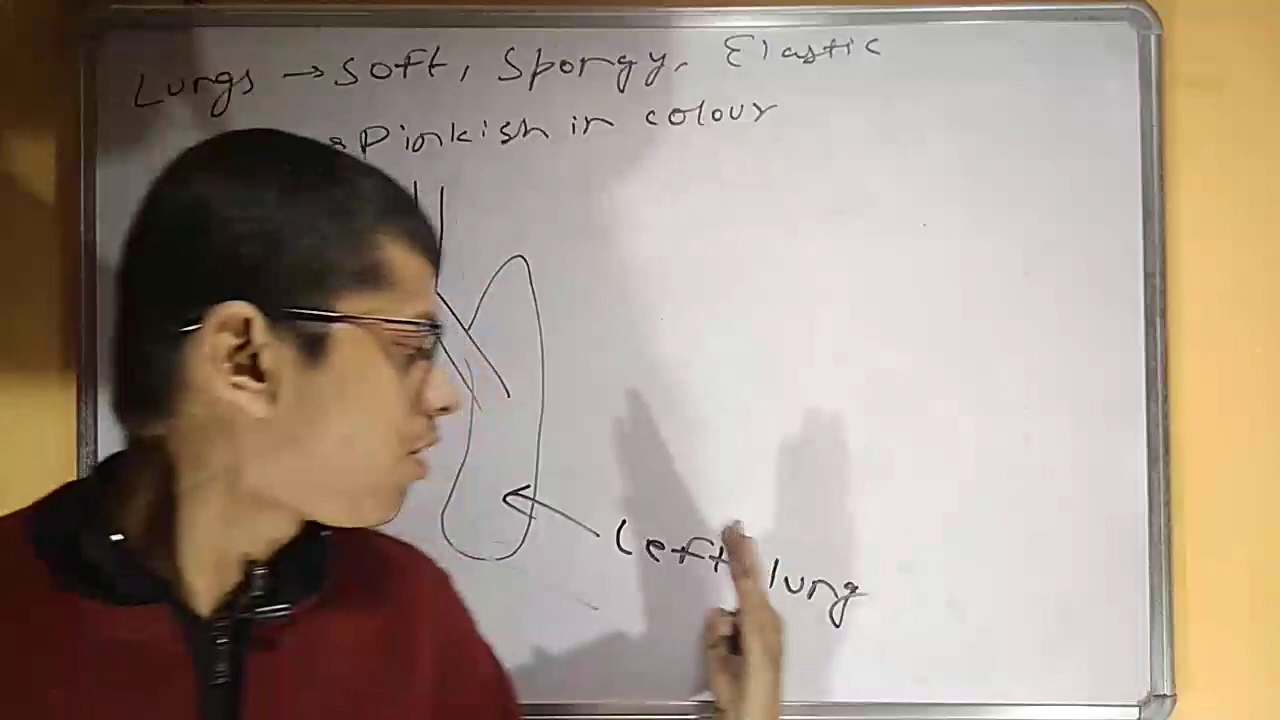 Lungs → Soft, Spongy, Elastic
Pinkish in colour
Left lung